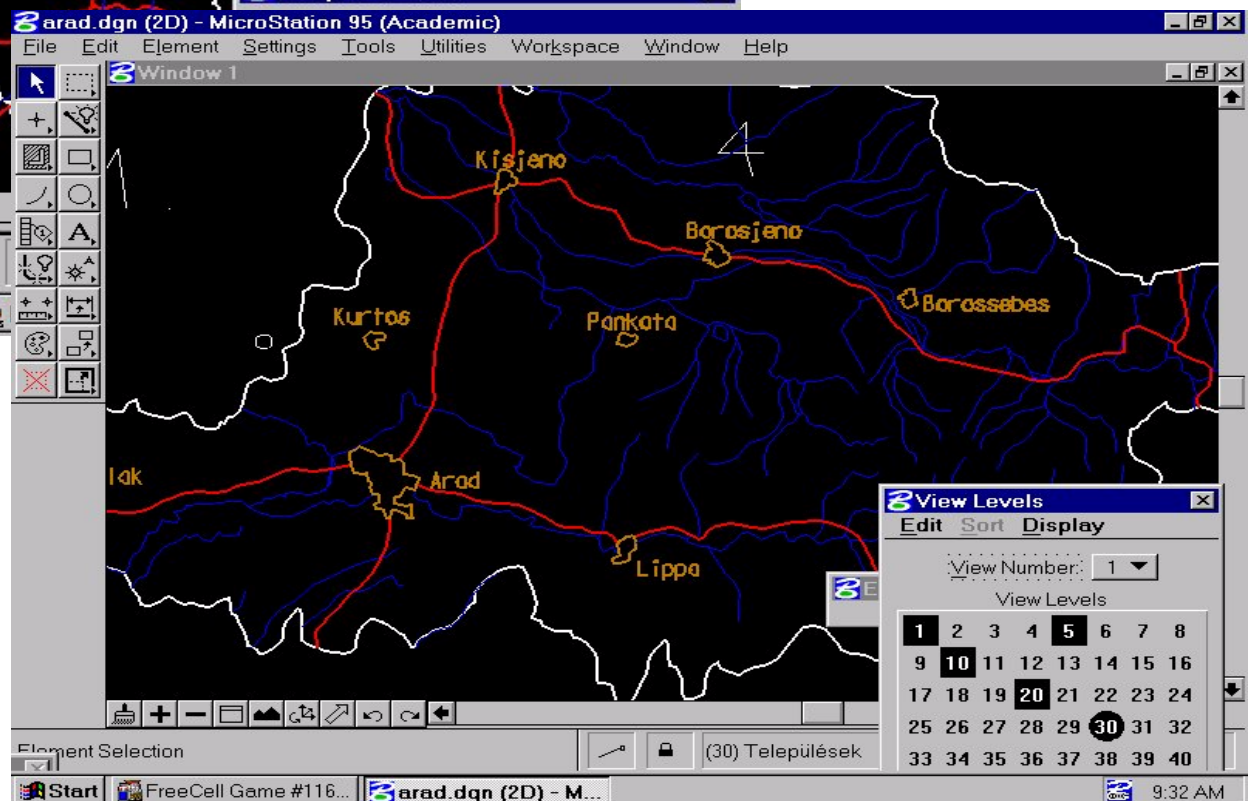 arad.dgn (2D) - MicroStation 95 (Academic)
File Edit Element Settings Tools Utilities Workspace Window Help
Window 1
4
Kisjeno
Borosjeno
Borossebes
Kurtos
Pankata
lak
Arad
Lippa
View Levels
Edit Sort Display
View Number: 1
View Levels
1 2 3 4 5 6 7 8
9 10 11 12 13 14 15 16
17 18 19 20 21 22 23 24
25 26 27 28 29 30 31 32
33 34 35 36 37 38 39 40
Element Selection
(30) Települések
Start FreeCell Game #116... arad.dgn (2D) - M... 9:32 AM